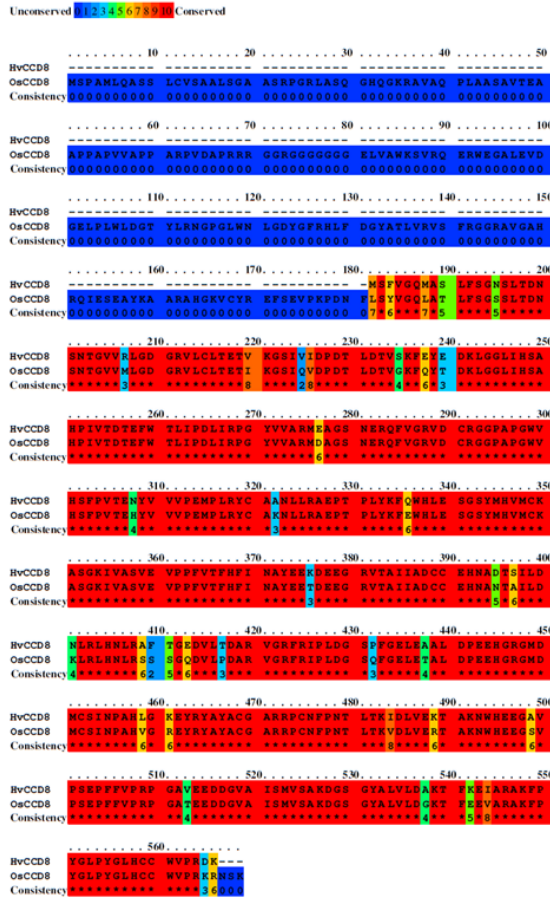 Unconserved 0 1 2 3 4 5 6 7 8 9 10 Conserved
. . . . . . . . . 10 . . . . . . . . . 20 . . . . . . . . . 30 . . . . . . . . . 40 . . . . . . . . . 50
HvCCD8 ---------- ---------- ---------- ---------- ----------
OsCCD8 MSPAMLQASS LCVSAALSGA ASRPGRLASQ GHQGKRAVAQ PLAASAVTEA
Consistency 0000000000 0000000000 0000000000 0000000000 0000000000
. . . . . . . . . 60 . . . . . . . . . 70 . . . . . . . . . 80 . . . . . . . . . 90 . . . . . . . . . 100
HvCCD8 ---------- ---------- ---------- ---------- ----------
OsCCD8 APPAPVVAPP ARPVDAPRRR GGRGGGGGGG ELVAWKSVRQ ERWEGALEVD
Consistency 0000000000 0000000000 0000000000 0000000000 0000000000
. . . . . . . . . 110 . . . . . . . . . 120 . . . . . . . . . 130 . . . . . . . . . 140 . . . . . . . . . 150
HvCCD8 ---------- ---------- ---------- ---------- ----------
OsCCD8 GELPLWLDGT YLRNGPGLWN LGDYGFRHLF DGYATLVRVS FRGGRAVGAH
Consistency 0000000000 0000000000 0000000000 0000000000 0000000000
. . . . . . . . . 160 . . . . . . . . . 170 . . . . . . . . . 180 . . . . . . . . . 190 . . . . . . . . . 200
HvCCD8 ---------- ---------- ---------- -MSFVGQMAS LFSGNSLTDN
OsCCD8 RQIESEAYKA ARAHGKVCYR EFSEVPKPDN FLSYVGQLAT LFSGSSLTDN
Consistency 0000000000 0000000000 0000000000 07*6***7*5 ****5*****
. . . . . . . . . 210 . . . . . . . . . 220 . . . . . . . . . 230 . . . . . . . . . 240 . . . . . . . . . 250
HvCCD8 SNTGVVRLGD GRVLCLTETV KGSIVIDPDT LDTVSKFEYE DKLGGLIHSA
OsCCD8 SNTGVVMLGD GRVLCLTETI KGSIQVDPDT LDTVGKFQYT DKLGGLIHSA
Consistency ******3*** *********8 ****28**** ****4**6*3 **********
. . . . . . . . . 260 . . . . . . . . . 270 . . . . . . . . . 280 . . . . . . . . . 290 . . . . . . . . . 300
HvCCD8 HPIVTDTEFW TLIPDLIRPG YVVARMEAGS NERQFVGRVD CRGGPAPGWV
OsCCD8 HPIVTDTEFW TLIPDLIRPG YVVARMDAGS NERQFVGRVD CRGGPAPGWV
Consistency ********** ********** ******6*** ********** **********
. . . . . . . . . 310 . . . . . . . . . 320 . . . . . . . . . 330 . . . . . . . . . 340 . . . . . . . . . 350
HvCCD8 HSFPVTENYV VVPEMPLRYC AANLLRAEPT PLYKFQWHLE SGSYMHVMCK
OsCCD8 HSFPVTEHYV VVPEMPLRYC AKNLLRAEPT PLYKFEWHLE SGSYMHVMCK
Consistency *******4** ********** *3******** *****6**** **********
. . . . . . . . . 360 . . . . . . . . . 370 . . . . . . . . . 380 . . . . . . . . . 390 . . . . . . . . . 400
HvCCD8 ASGKIVASVE VPPFVTFHFI NAYEEKDEEG RVTAIIADCC EHNADTSILD
OsCCD8 ASGKIVASVE VPPFVTFHFI NAYEETDEEG RVTAIIADCC EHNANTAILD
Consistency ********** ********** *****3**** ********** ****5*6***
. . . . . . . . . 410 . . . . . . . . . 420 . . . . . . . . . 430 . . . . . . . . . 440 . . . . . . . . . 450
HvCCD8 NLRLHNLRAF TGEDVLTDAR VGRFRIPLDG SPFGELEAAL DPEEHGRGMD
OsCCD8 KLRLHNLRSS SGQDVLPDAR VGRFRIPLDG SQFGELETAL DPEEHGRGMD
Consistency 4*******62 5*6***3*** ********** *3*****4** **********
. . . . . . . . . 460 . . . . . . . . . 470 . . . . . . . . . 480 . . . . . . . . . 490 . . . . . . . . . 500
HvCCD8 MCSINPAHLG KEYRYAYACG ARRPCNFPNT LTKIDLVEKT AKNWHEEGAV
OsCCD8 MCSINPAHVG REYRYAYACG ARRPCNFPNT LTKVDLVERT AKNWHEEGSV
Consistency ********6* 6********* ********** ***8****6* ********6*
. . . . . . . . . 510 . . . . . . . . . 520 . . . . . . . . . 530 . . . . . . . . . 540 . . . . . . . . . 550
HvCCD8 PSEPFFVPRP GAVEEDDGVA ISMVSAKDGS GYALVLDAKT FKEIARAKFP
OsCCD8 PSEPFFVPRP GATEEDDGVA ISMVSAKDGS GYALVLDGKT FEEVARAKFP
Consistency ********** **4******* ********** *******4** *5*8******
. . . . . . . . . 560 . . . . . . . . .
HvCCD8 YGLPYGLHCC WVPRDK---
OsCCD8 YGLPYGLHCC WVPRKRNSK
Consistency ********** ****36000